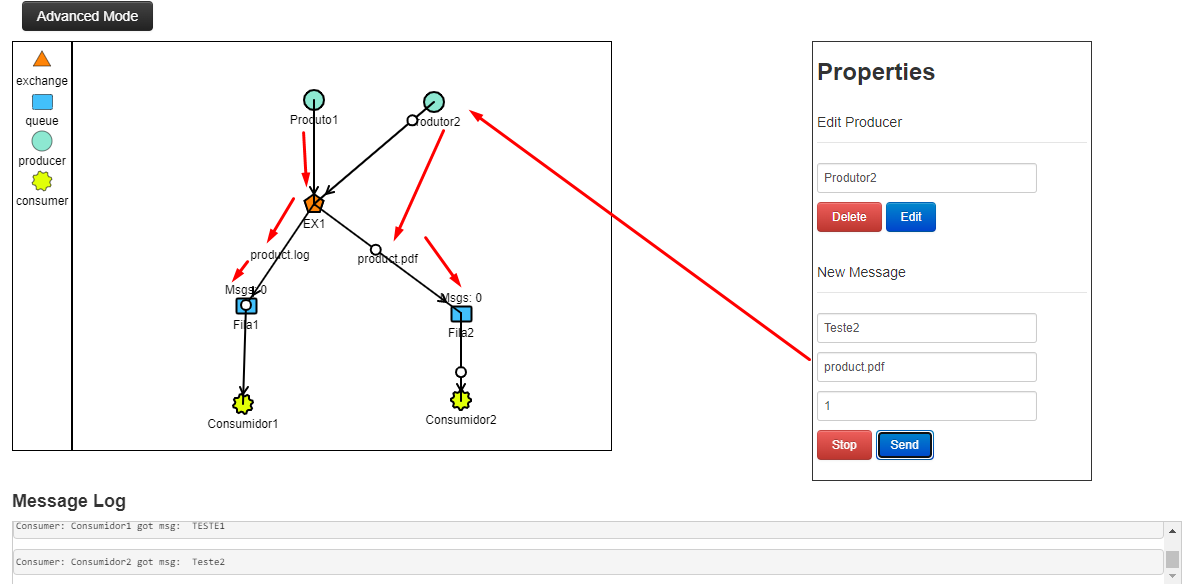 Advanced Mode
exchange
queue
producer
consumer
Produto1
rodutor2
EX1
product.log
product.pdf
Msgs: 0
Fila1
Msgs: 0
Fila2
Consumidor1
Consumidor2
Properties
Edit Producer
Produtor2
Delete Edit
New Message
Teste2
product.pdf
1
Stop Send
Message Log
Consumer: Consumidor1 got msg: TESTE1
Consumer: Consumidor2 got msg: Teste2